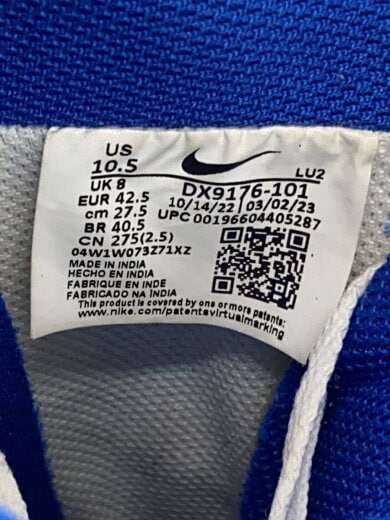 US
10.5
LU2
UK 8
DX9176-101
EUR 42.5
10/14/22 03/02/23
cm 27.5
UPC 00196604405287
BR 40.5
CN 275(2.5)
04W1W073Z71XZ
MADE IN INDIA
HECHO EN INDIA
FABRIQUE EN INDE
FABRICADO NA ÍNDIA
This product is covered by one or more patents:
www.nike.com/patentsvirtualmarking